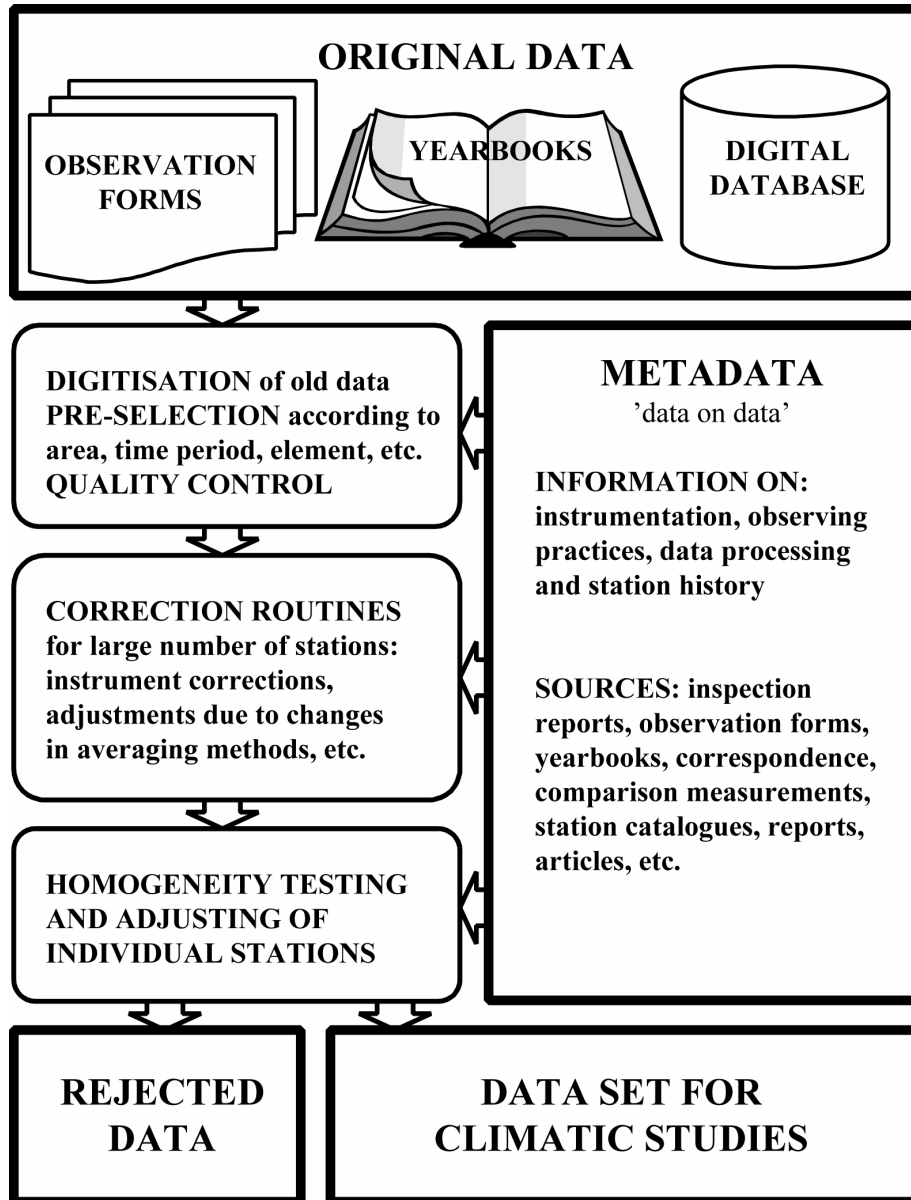 ORIGINAL DATA
OBSERVATION
FORMS
YEARBOOKS
DIGITAL
DATABASE
DIGITISATION of old data
PRE-SELECTION according to
area, time period, element, etc.
QUALITY CONTROL
CORRECTION ROUTINES
for large number of stations:
instrument corrections,
adjustments due to changes
in averaging methods, etc.
HOMOGENEITY TESTING
AND ADJUSTING OF
INDIVIDUAL STATIONS
METADATA
’data on data’
INFORMATION ON:
instrumentation, observing
practices, data processing
and station history
SOURCES: inspection
reports, observation forms,
yearbooks, correspondence,
comparison measurements,
station catalogues, reports,
articles, etc.
REJECTED
DATA
DATA SET FOR
CLIMATIC STUDIES